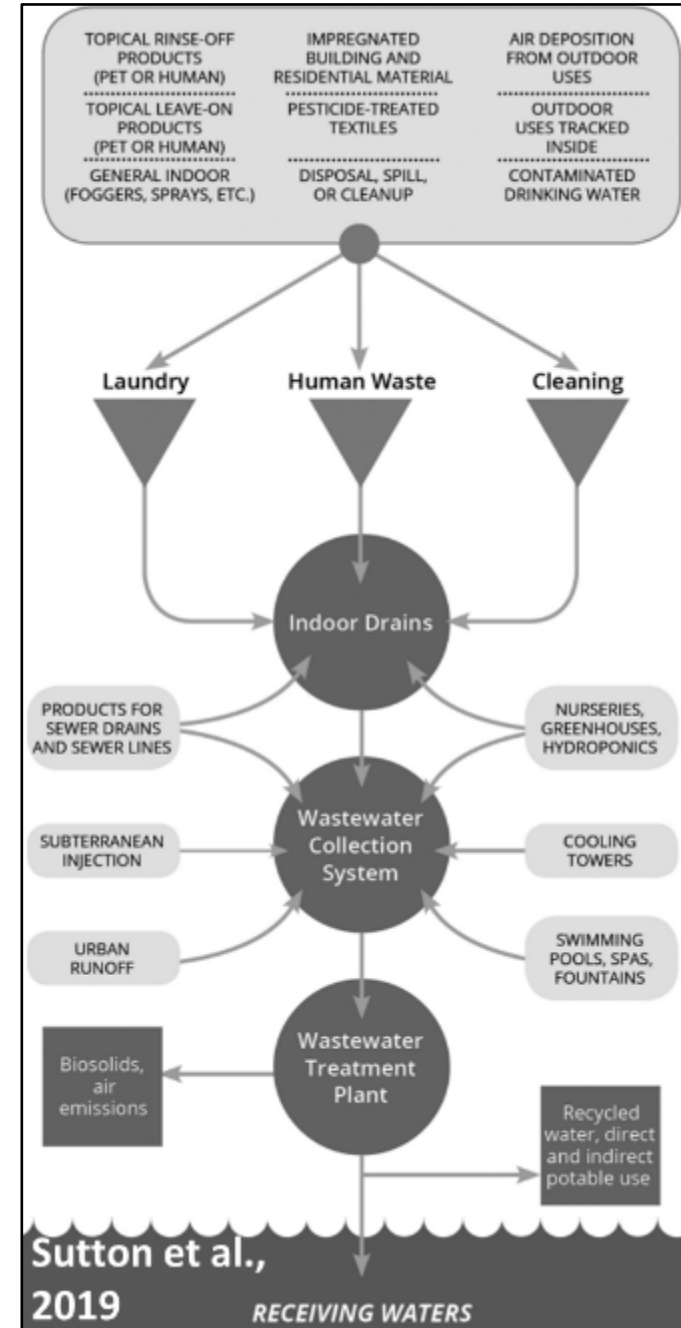 TOPICAL RINSE-OFF
PRODUCTS
(PET OR HUMAN)
TOPICAL LEAVE-ON
PRODUCTS
(PET OR HUMAN)
GENERAL INDOOR
(FOGGERS, SPRAYS, ETC.)
IMPREGNATED
BUILDING AND
RESIDENTIAL MATERIAL
PESTICIDE-TREATED
TEXTILES
DISPOSAL, SPILL,
OR CLEANUP
AIR DEPOSITION
FROM OUTDOOR
USES
OUTDOOR
USES TRACKED
INSIDE
CONTAMINATED
DRINKING WATER
Laundry
Human Waste
Cleaning
Indoor Drains
PRODUCTS FOR
SEWER DRAINS
AND SEWER LINES
NURSERIES,
GREENHOUSES,
HYDROPONICS
Wastewater
Collection
System
SUBTERRANEAN
INJECTION
COOLING
TOWERS
URBAN
RUNOFF
SWIMMING
POOLS, SPAS,
FOUNTAINS
Wastewater
Treatment
Plant
Biosolids,
air
emissions
Recycled
water, direct
and indirect
potable use
Sutton et al.,
2019
RECEIVING WATERS